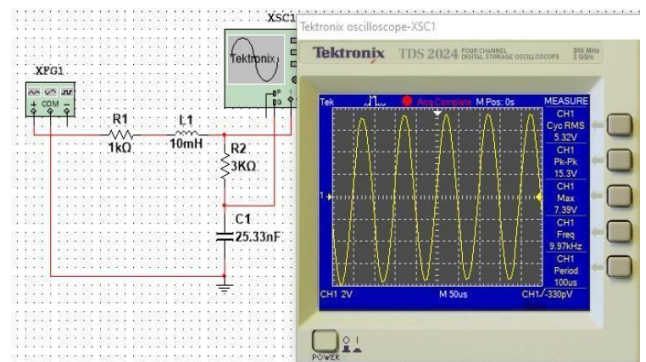 XSC1
Tektronix oscilloscope-XSC1
Tektronix TDS 2024 FOUR CHANNEL DIGITAL STORAGE OSCILLOSCOPE 200 MHz 2 GS/s
Tektronix
P
G
XFG1
+ COM −
R1
1kΩ
L1
10mH
R2
3KΩ
C1
25.33nF
Tek Acq Complete M Pos: 0s MEASURE
CH1
Cyc RMS
5.32V
CH1
Pk-Pk
15.3V
1
CH1
Max
7.39V
CH1
Freq
9.97kHz
CH1
Period
100us
CH1 2V M 50us CH1/-330pV
POWER